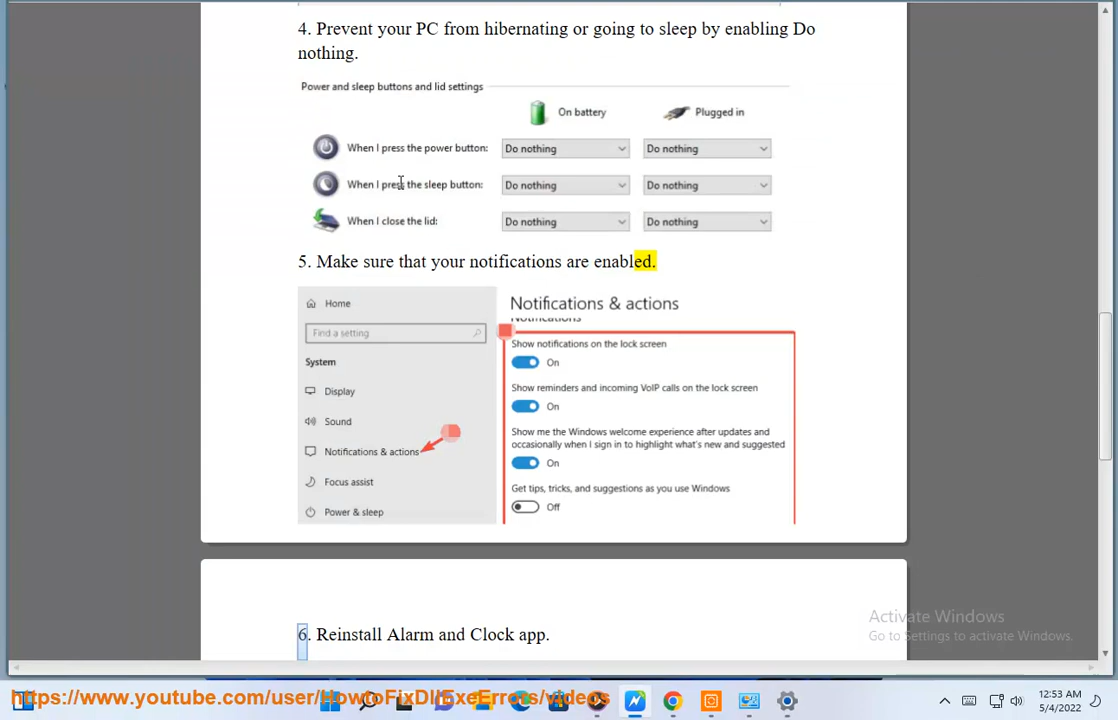 4. Prevent your PC from hibernating or going to sleep by enabling Do
nothing.
Power and sleep buttons and lid settings
On battery
Plugged in
When I press the power button:
Do nothing
Do nothing
When I press the sleep button:
Do nothing
Do nothing
When I close the lid:
Do nothing
Do nothing
5. Make sure that your notifications are enabled.
Home
Find a setting
System
Display
Sound
Notifications & actions
Focus assist
Power & sleep
Notifications & actions
Notifications
Show notifications on the lock screen
On
Show reminders and incoming VoIP calls on the lock screen
On
Show me the Windows welcome experience after updates and
occasionally when I sign in to highlight what's new and suggested
On
Get tips, tricks, and suggestions as you use Windows
Off
6. Reinstall Alarm and Clock app.
Activate Windows
Go to Settings to activate Windows.
https://www.youtube.com/user/HowtoFixDllExeErrors/videos
12:53 AM
5/4/2022